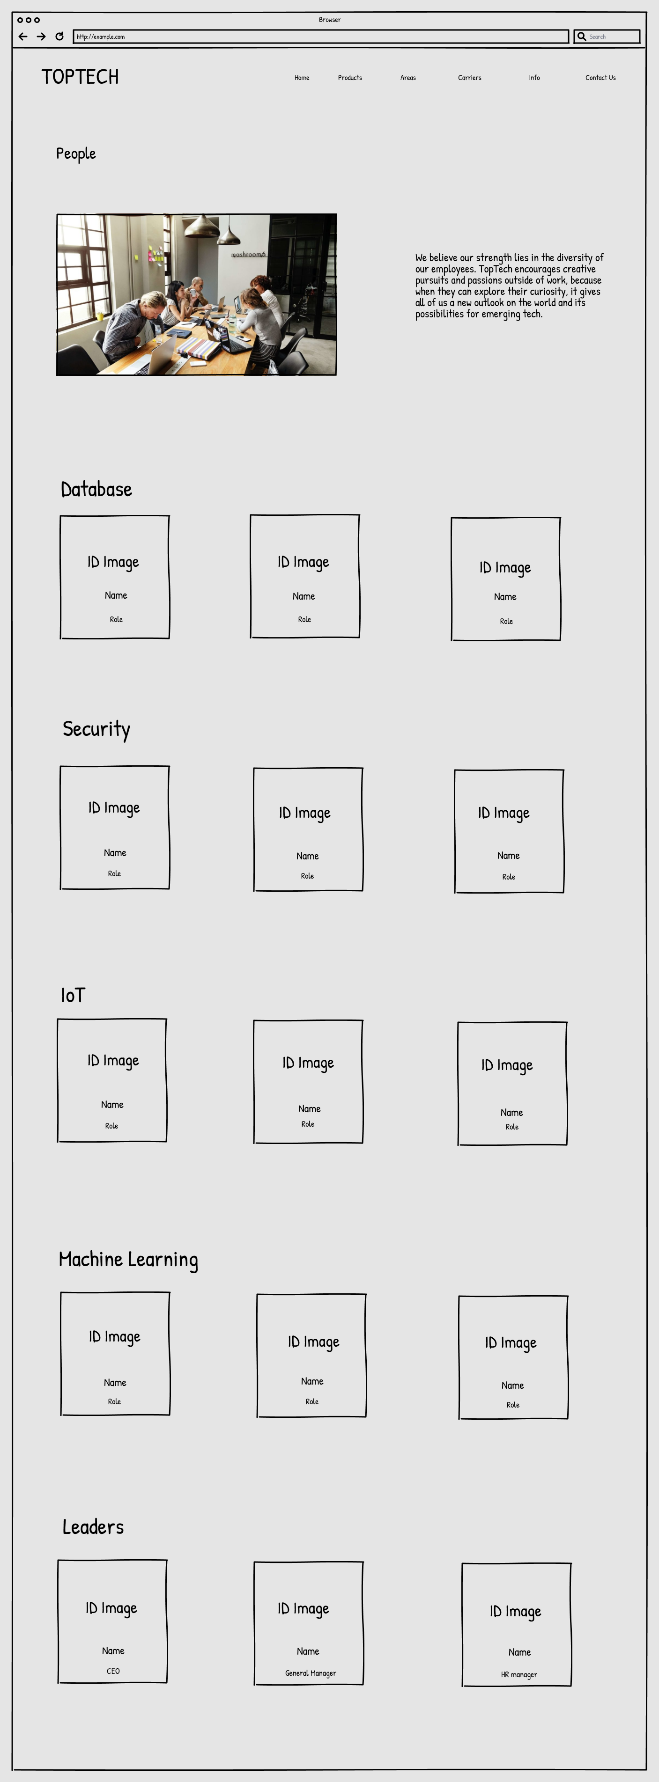 Browser
http://example.com
Search
TOPTECH
Home Products Areas Carriers Info Contact Us
People
We believe our strength lies in the diversity of
our employees. TopTech encourages creative
pursuits and passions outside of work, because
when they can explore their curiosity, it gives
all of us a new outlook on the world and its
possibilities for emerging tech.
Database
ID Image ID Image ID Image
Name Name Name
Role Role Role
Security
ID Image ID Image ID Image
Name Name Name
Role Role Role
IoT
ID Image ID Image ID Image
Name Name Name
Role Role Role
Machine Learning
ID Image ID Image ID Image
Name Name Name
Role Role Role
Leaders
ID Image ID Image ID Image
Name Name Name
CEO General Manager HR manager